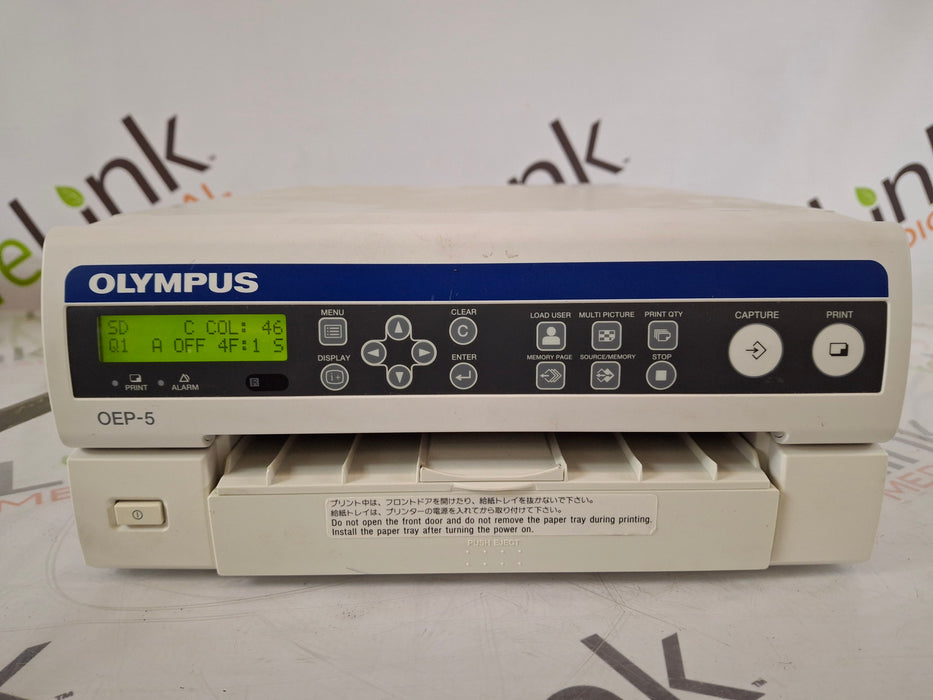 elink
link
link
ICAL
DICAL
OLYMPUS
SD C COL: 46
Q1 A OFF 4F:1 S
PRINT
ALARM
MENU
DISPLAY
CLEAR
ENTER
LOAD USER
MULTI PICTURE
PRINT QTY
MEMORY PAGE
SOURCE/MEMORY
STOP
CAPTURE
PRINT
OEP-5
プリント中は、フロントドアを開けたり、給紙トレイを抜かないで下さい。
給紙トレイは、プリンターの電源を入れてから取り付けて下さい。
Do not open the front door and do not remove the paper tray during printing.
Install the paper tray after turning the power on.
PUSH EJECT